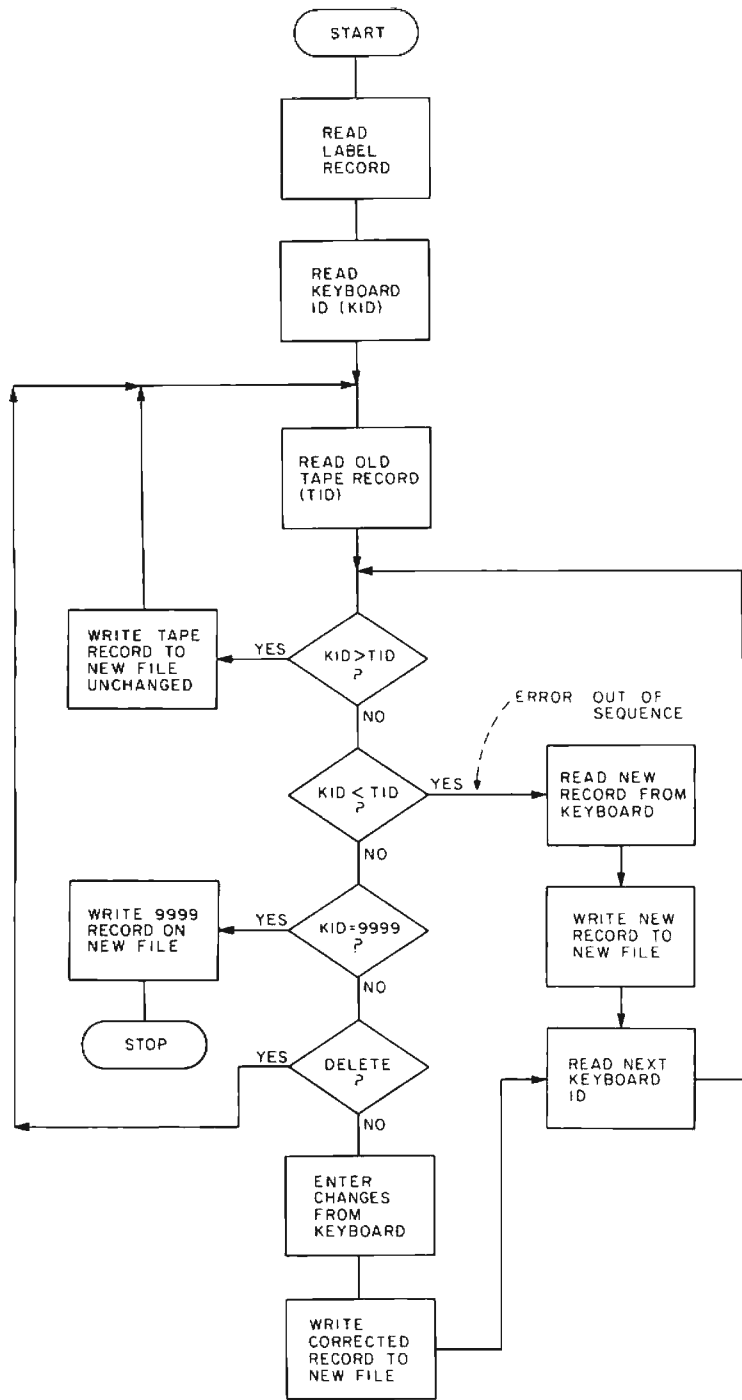 START
READ
LABEL
RECORD
READ
KEYBOARD
ID (KID)
READ OLD
TAPE RECORD
(TID)
WRITE TAPE
RECORD TO
NEW FILE
UNCHANGED
YES
KID>TID
?
NO
ERROR OUT OF
SEQUENCE
KID < TID
?
YES
NO
READ NEW
RECORD FROM
KEYBOARD
WRITE 9999
RECORD ON
NEW FILE
YES
KID=9999
?
NO
WRITE NEW
RECORD TO
NEW FILE
STOP
YES
DELETE
?
NO
READ NEXT
KEYBOARD
ID
ENTER
CHANGES
FROM
KEYBOARD
WRITE
CORRECTED
RECORD TO
NEW FILE